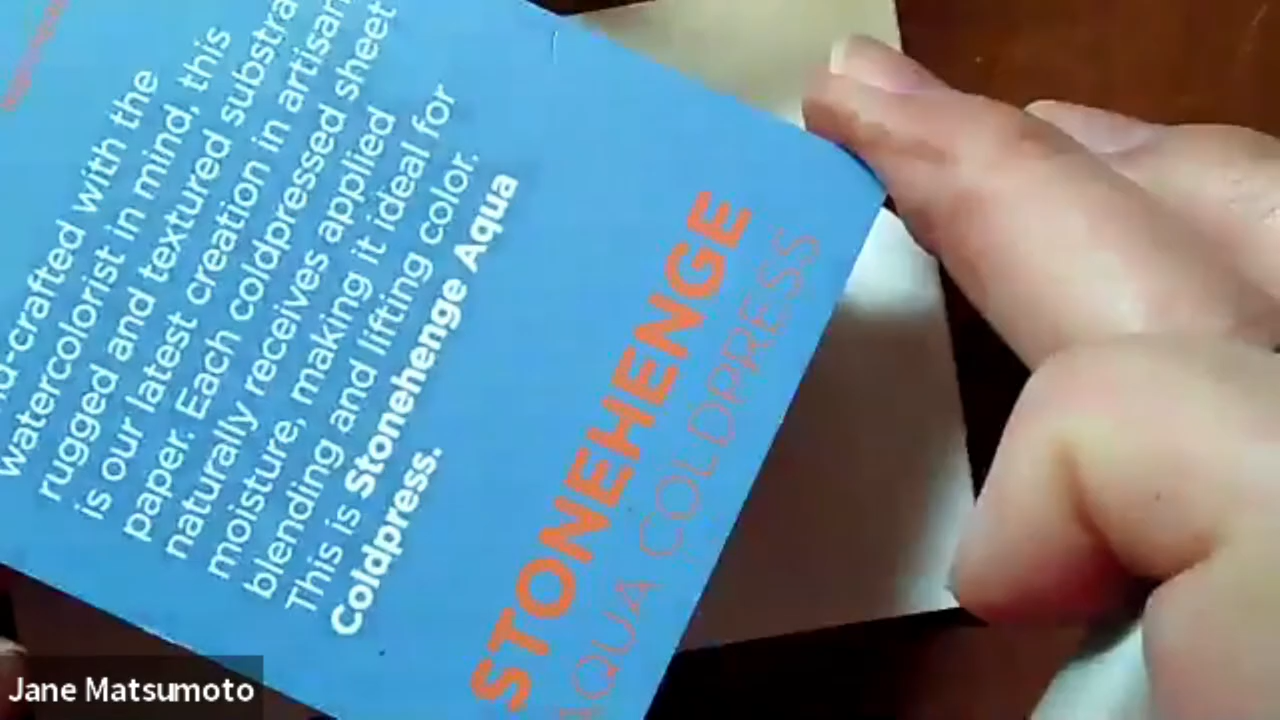 with the
watercolorist in mind, this
rugged and textured
is our latest creation in artisan
paper. Each coldpressed sheet
naturally receives applied
moisture, making it ideal for
blending and lifting color.
This is Stonehenge Aqua
Coldpress.
STONEHENGE
AQUA COLDPRESS
Jane Matsumoto